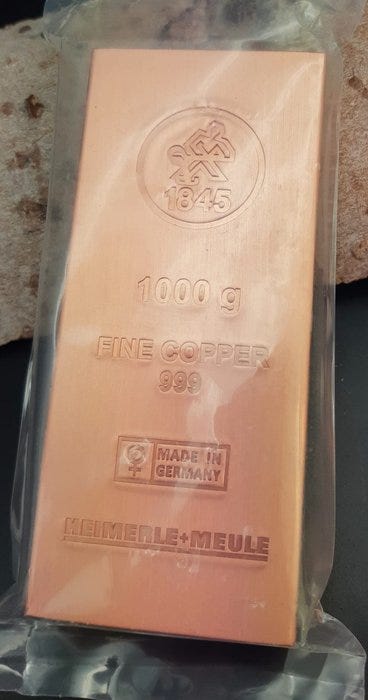 1845
1000 g
FINE COPPER
999
MADE IN
GERMANY
HEIMERLE+MEULE